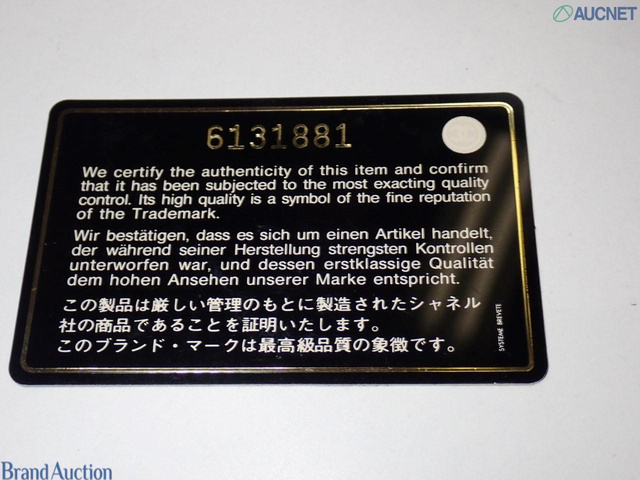 AUCNET
6131881
We certify the authenticity of this item and confirm
that it has been subjected to the most exacting quality
control. Its high quality is a symbol of the fine reputation
of the Trademark.
Wir bestätigen, dass es sich um einen Artikel handelt,
der während seiner Herstellung strengsten Kontrollen
unterworfen war, und dessen erstklassige Qualität
dem hohen Ansehen unserer Marke entspricht.
この製品は厳しい管理のもとに製造されたシャネル
社の商品であることを証明いたします。
このブランド・マークは最高級品質の象徴です。
SYSTEME BREVETE
Brand Auction